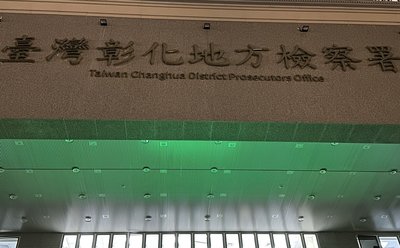 臺灣彰化地方檢察署
Taiwan Changhua District Prosecutors Office